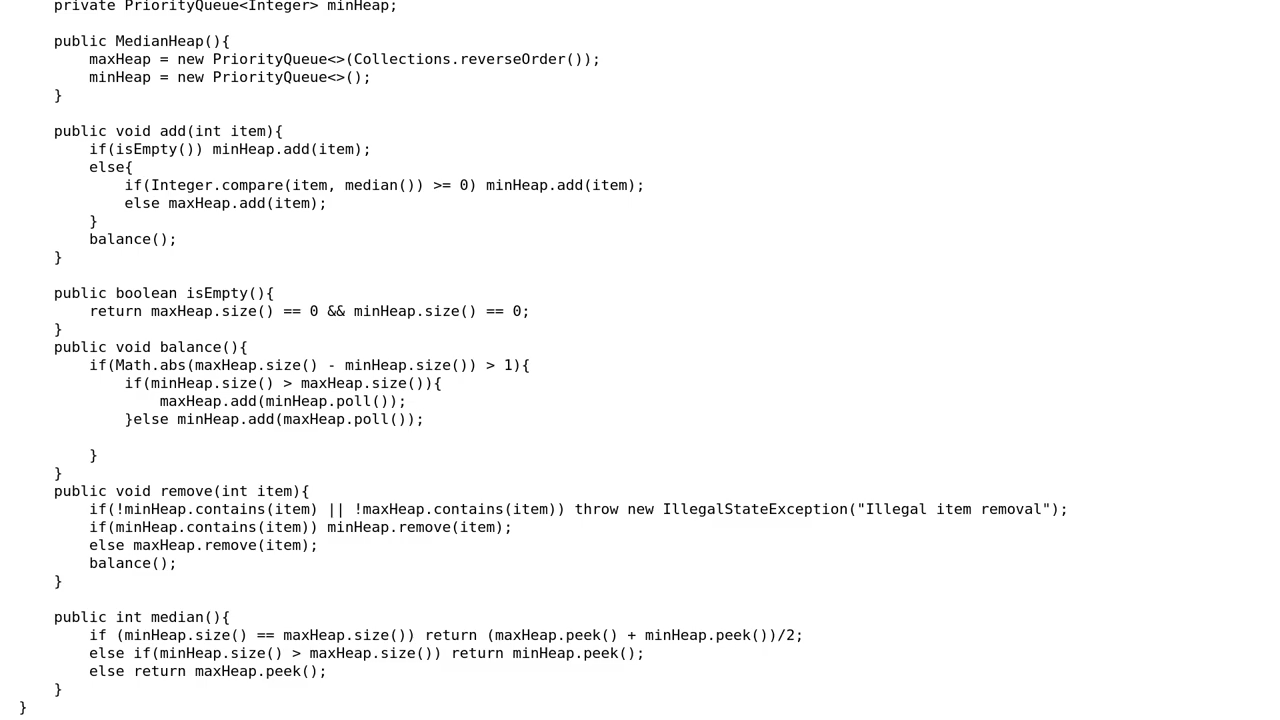 private PriorityQueue<Integer> minHeap;

    public MedianHeap(){
        maxHeap = new PriorityQueue<>(Collections.reverseOrder());
        minHeap = new PriorityQueue<>();
    }

    public void add(int item){
        if(isEmpty()) minHeap.add(item);
        else{
            if(Integer.compare(item, median()) >= 0) minHeap.add(item);
            else maxHeap.add(item);
        }
        balance();
    }

    public boolean isEmpty(){
        return maxHeap.size() == 0 && minHeap.size() == 0;
    }
    public void balance(){
        if(Math.abs(maxHeap.size() - minHeap.size()) > 1){
            if(minHeap.size() > maxHeap.size()){
                maxHeap.add(minHeap.poll());
            }else minHeap.add(maxHeap.poll());

        }
    }
    public void remove(int item){
        if(!minHeap.contains(item) || !maxHeap.contains(item)) throw new IllegalStateException("Illegal item removal");
        if(minHeap.contains(item)) minHeap.remove(item);
        else maxHeap.remove(item);
        balance();
    }

    public int median(){
        if (minHeap.size() == maxHeap.size()) return (maxHeap.peek() + minHeap.peek())/2;
        else if(minHeap.size() > maxHeap.size()) return minHeap.peek();
        else return maxHeap.peek();
    }
}